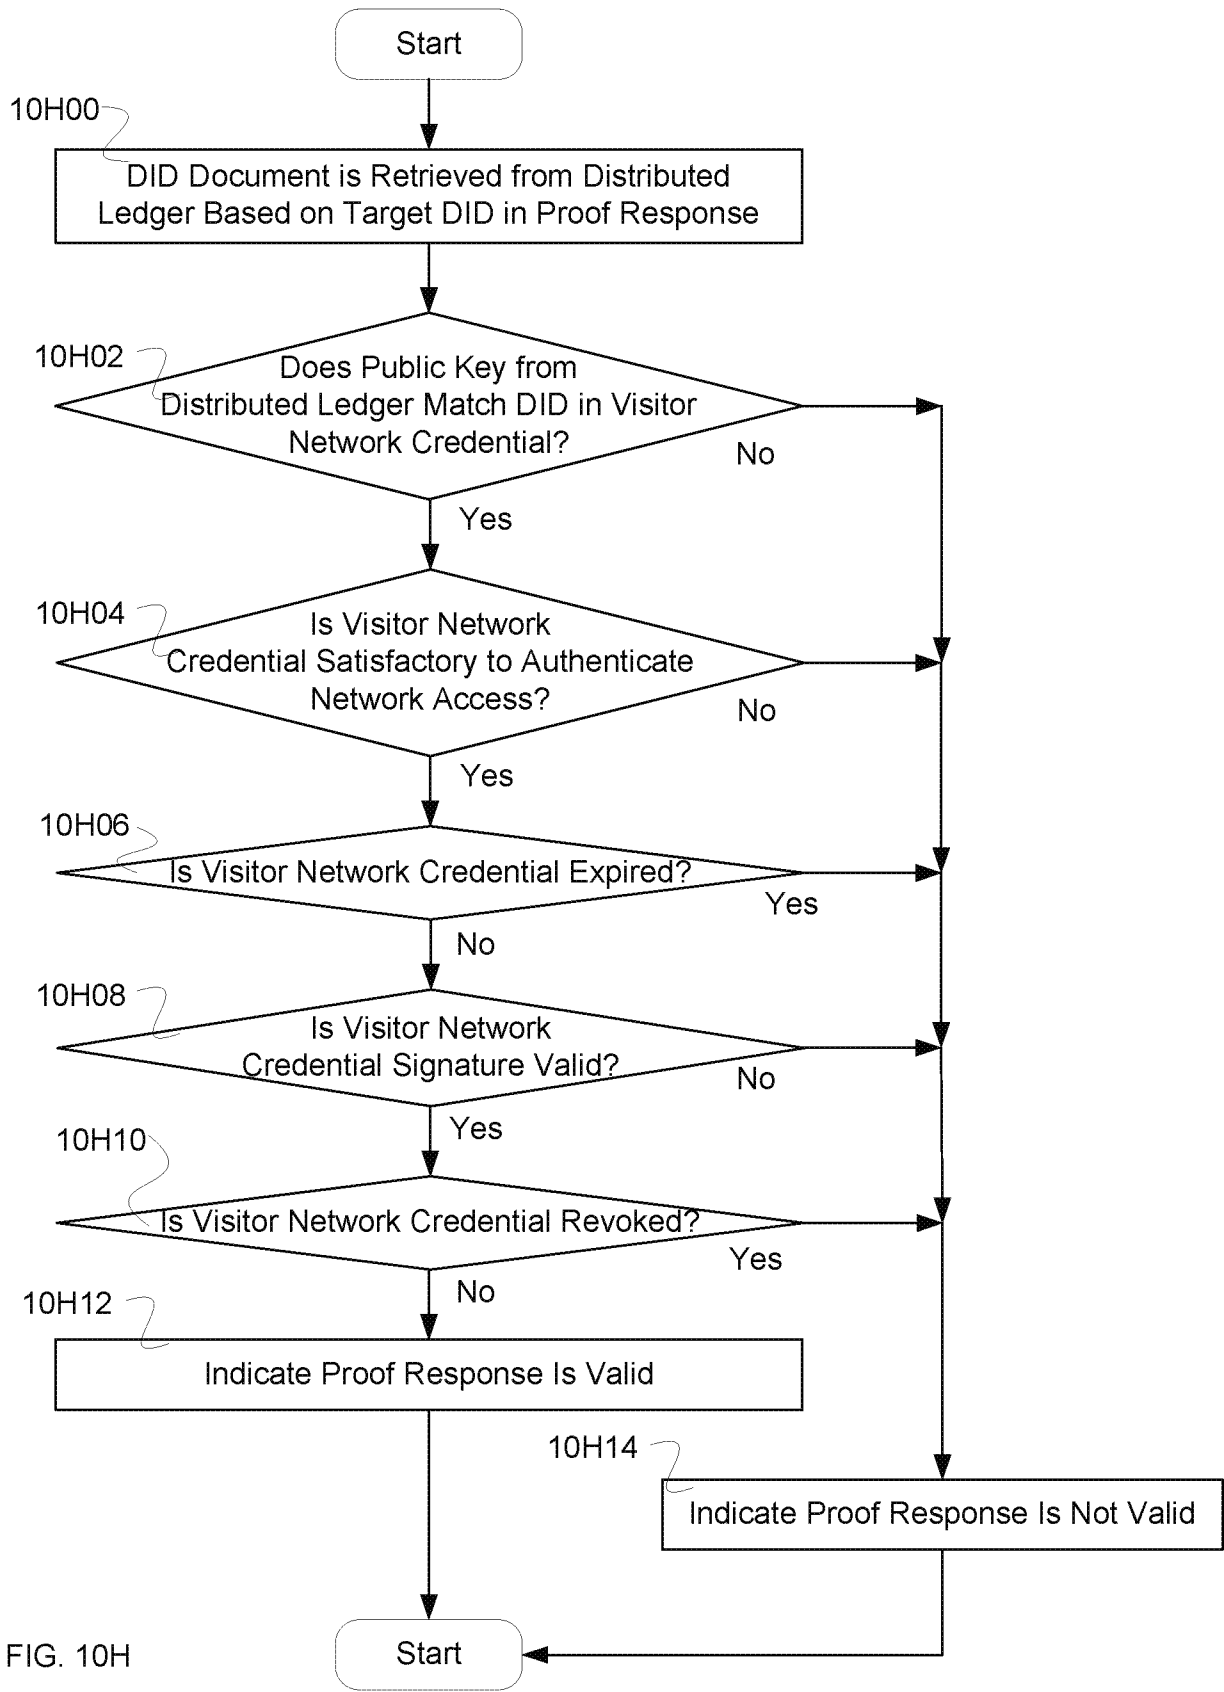 Start
10H00
DID Document is Retrieved from Distributed
Ledger Based on Target DID in Proof Response
10H02
Does Public Key from
Distributed Ledger Match DID in Visitor
Network Credential?
No
Yes
10H04
Is Visitor Network
Credential Satisfactory to Authenticate
Network Access?
No
Yes
10H06
Is Visitor Network Credential Expired?
Yes
No
10H08
Is Visitor Network
Credential Signature Valid?
No
Yes
10H10
Is Visitor Network Credential Revoked?
Yes
No
10H12
Indicate Proof Response Is Valid
10H14
Indicate Proof Response Is Not Valid
Start
FIG. 10H